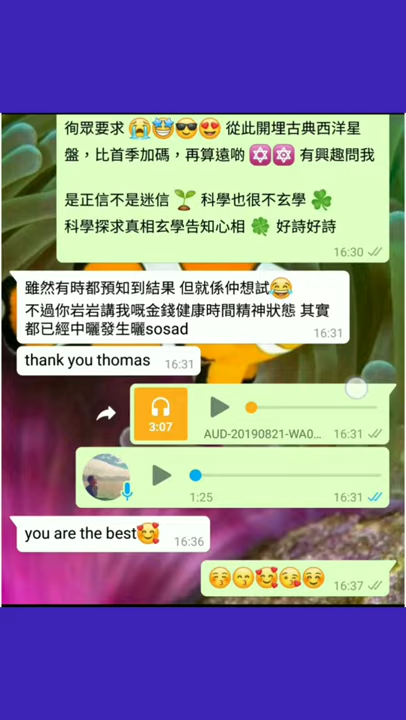 徇眾要求😭🤩😎😍 從此開埋古典西洋星
盤，比首季加碼，再算遠啲 🔯🔯 有興趣問我
是正信不是迷信 🌱 科學也很不玄學 🍀
科學探求真相玄學告知心相 🍀 好詩好詩
16:30
雖然有時都預知到結果 但就係仲想試😂
不過你岩岩講我嘅金錢健康時間精神狀態 其實
都已經中曬發生曬sosad
16:31
thank you thomas 16:31
3:07
AUD-20190821-WA0... 16:31
1:25 16:31
you are the best🥰 16:36
😚😙🥰😘☺️ 16:37